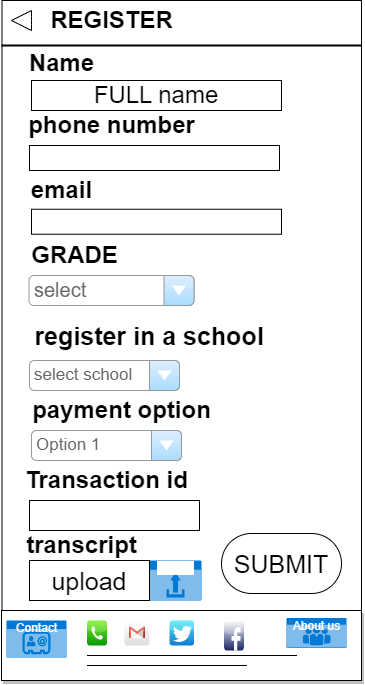 REGISTER
Name
FULL name
phone number
email
GRADE
select
register in a school
select school
payment option
Option 1
Transaction id
transcript
upload
SUBMIT
Contact
About us